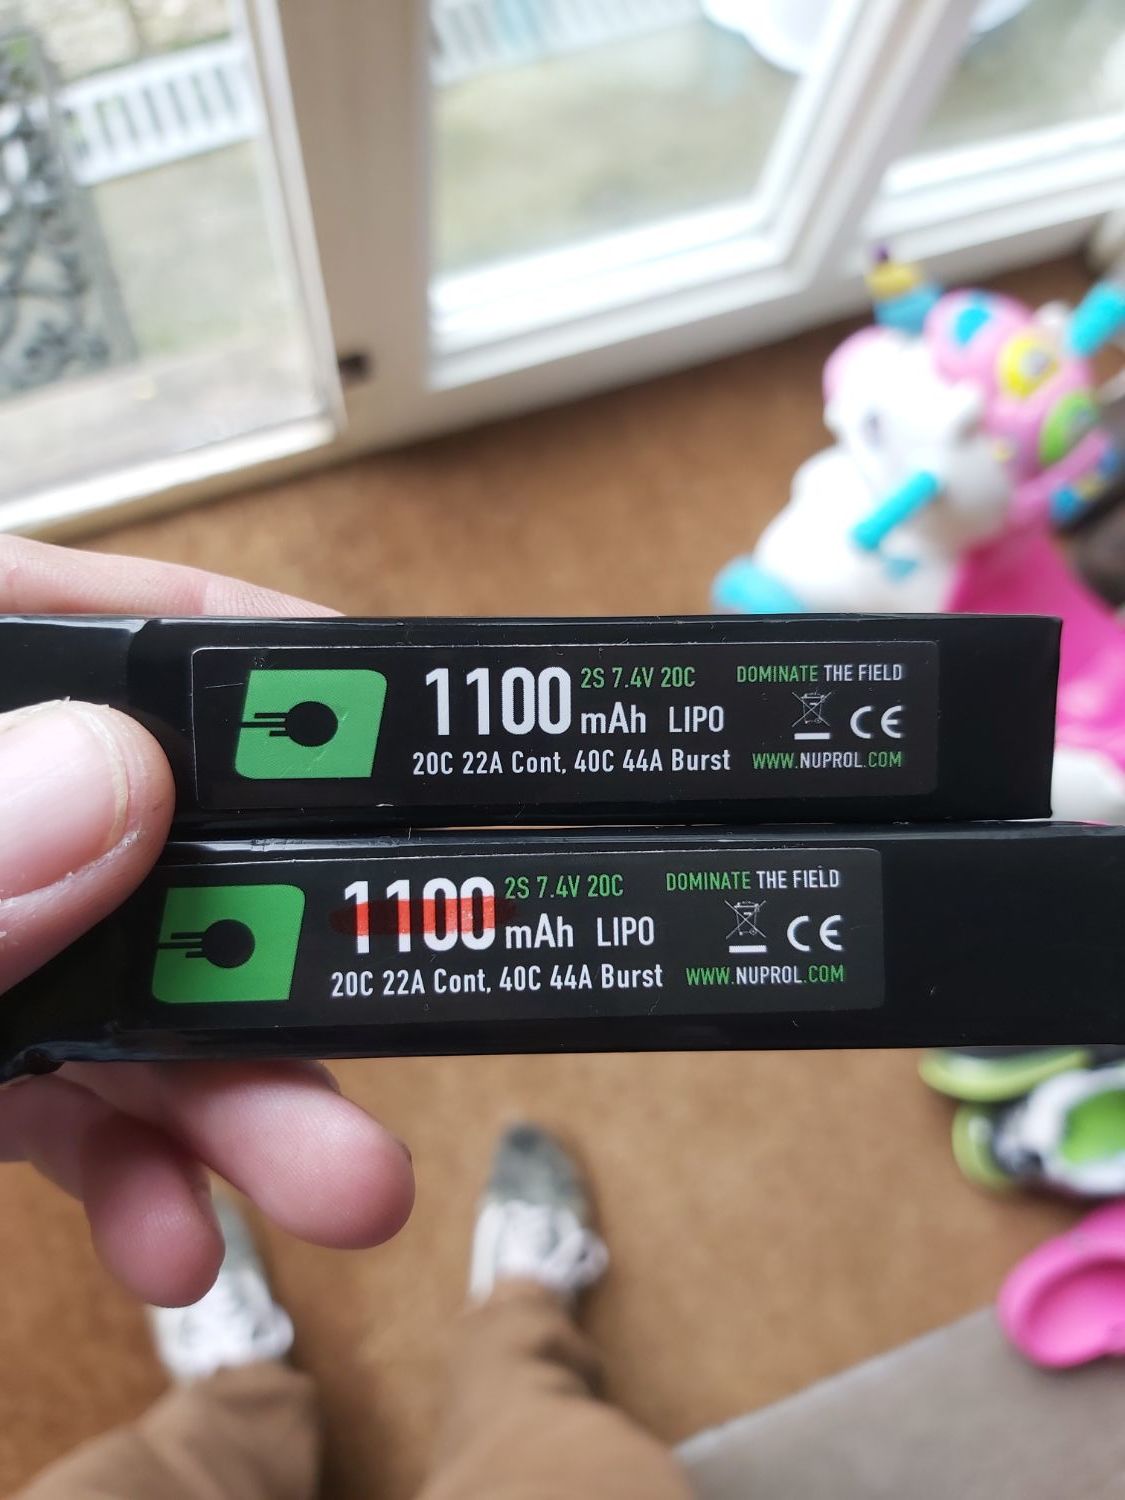 1100 2S 7.4V 20C mAh LIPO
20C 22A Cont, 40C 44A Burst
DOMINATE THE FIELD
CE
WWW.NUPROL.COM
1100 2S 7.4V 20C mAh LIPO
20C 22A Cont, 40C 44A Burst
DOMINATE THE FIELD
CE
WWW.NUPROL.COM